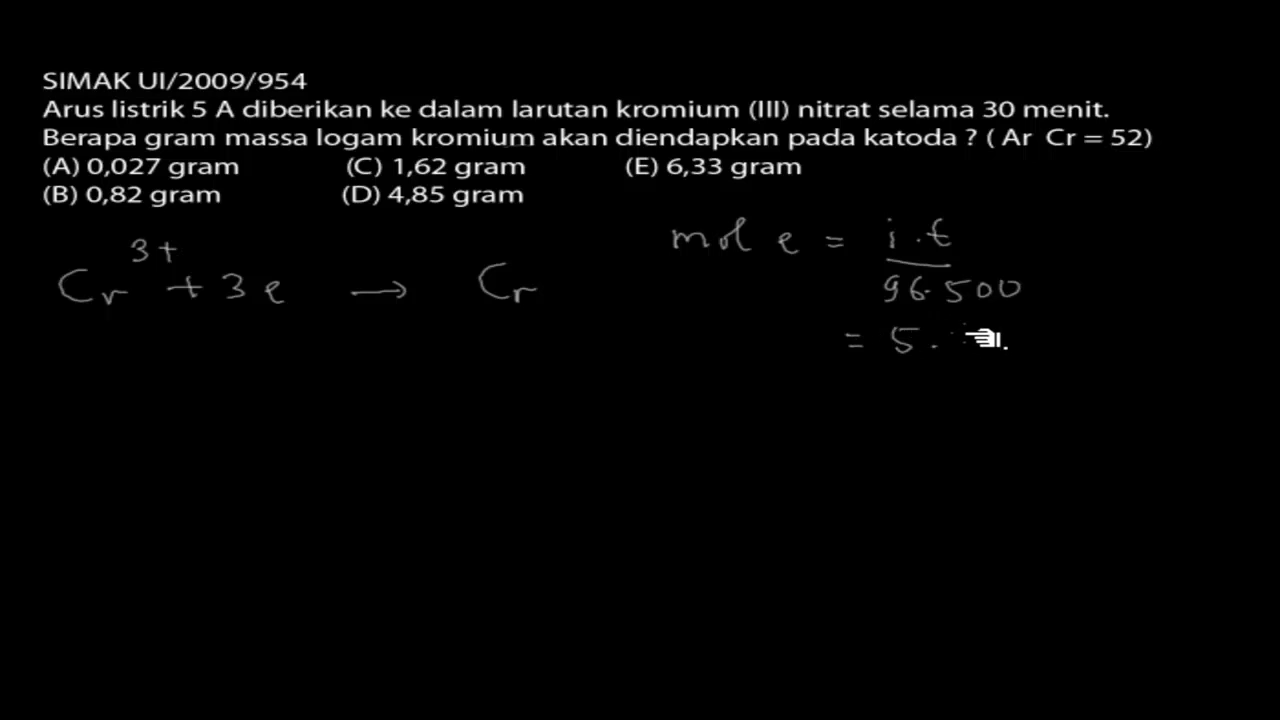 SIMAK UI/2009/954
Arus listrik 5 A diberikan ke dalam larutan kromium (III) nitrat selama 30 menit.
Berapa gram massa logam kromium akan diendapkan pada katoda ? ( Ar Cr = 52)
(A) 0,027 gram (C) 1,62 gram (E) 6,33 gram
(B) 0,82 gram (D) 4,85 gram
Cr³⁺ + 3e → Cr
mol e = i.t
96.500
= 5.